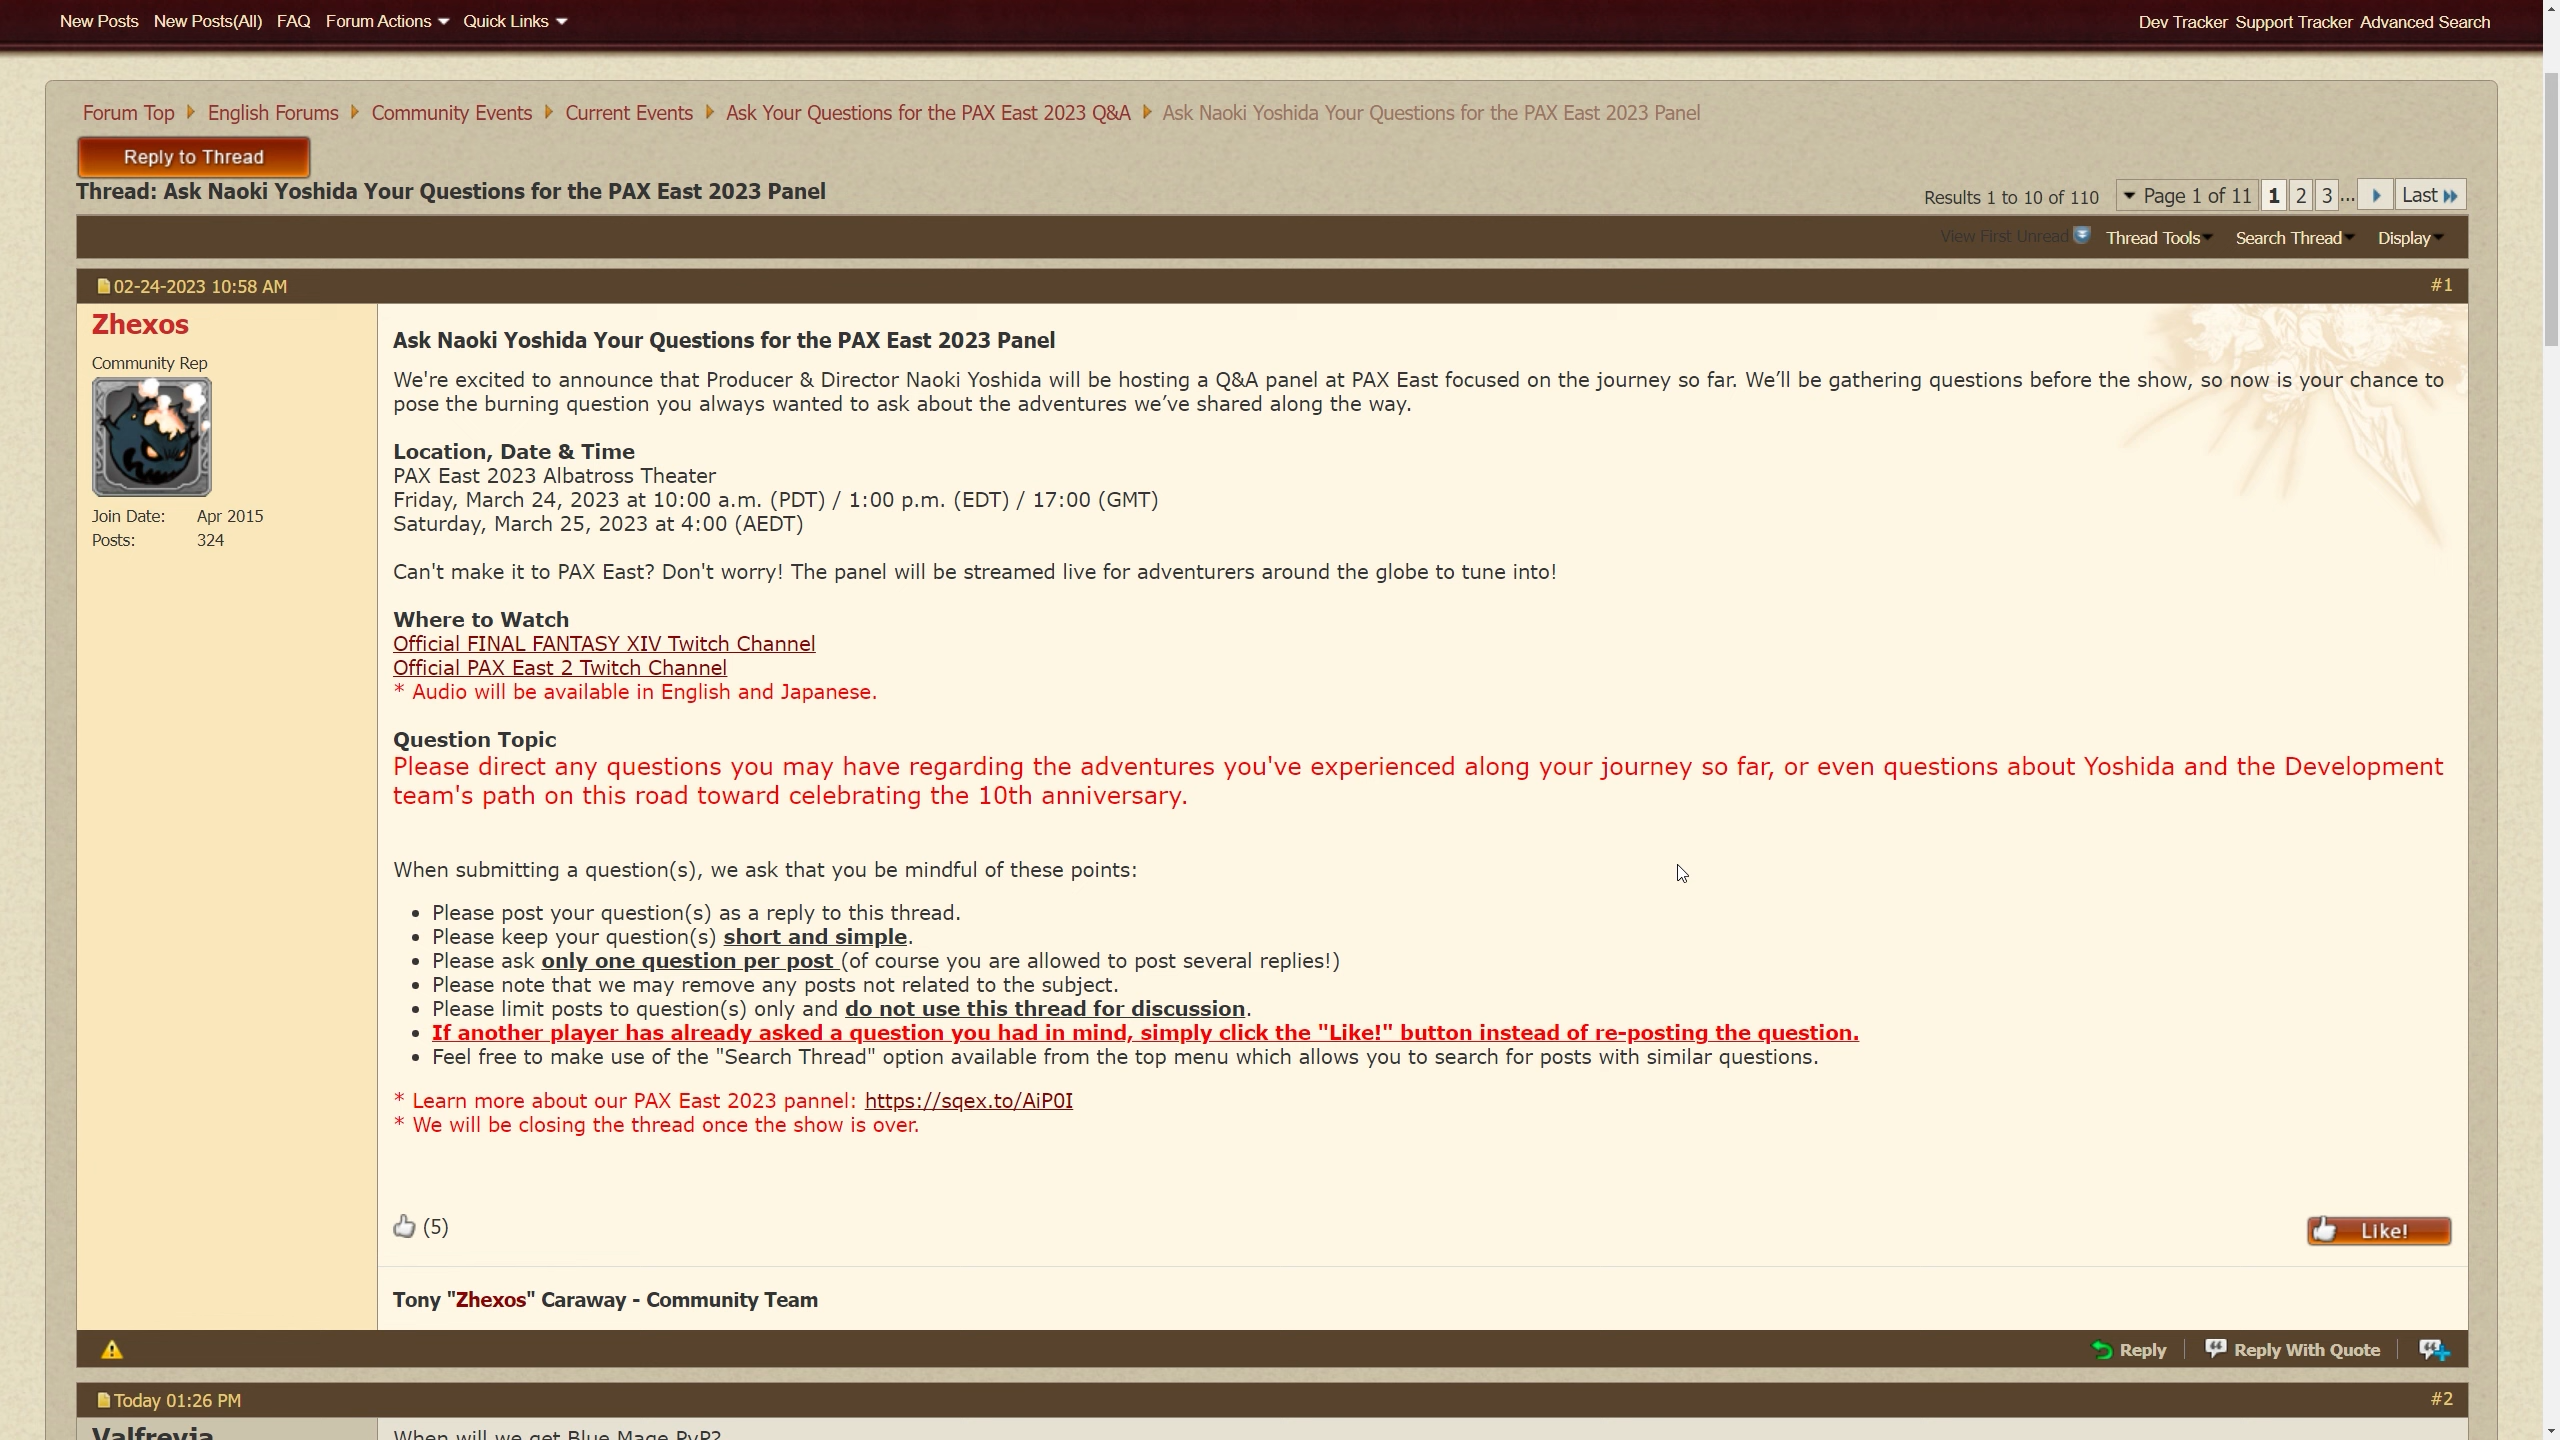 New Posts New Posts(All) FAQ Forum Actions Quick Links Dev Tracker Support Tracker Advanced Search
Forum Top English Forums Community Events Current Events Ask Your Questions for the PAX East 2023 Q&A Ask Naoki Yoshida Your Questions for the PAX East 2023 Panel
Reply to Thread
Thread: Ask Naoki Yoshida Your Questions for the PAX East 2023 Panel
Results 1 to 10 of 110 Page 1 of 11 1 2 3 ... Last
View First Unread Thread Tools Search Thread Display
02-24-2023 10:58 AM #1
Zhexos
Community Rep
Join Date: Apr 2015
Posts: 324
Ask Naoki Yoshida Your Questions for the PAX East 2023 Panel
We're excited to announce that Producer & Director Naoki Yoshida will be hosting a Q&A panel at PAX East focused on the journey so far. We’ll be gathering questions before the show, so now is your chance to
pose the burning question you always wanted to ask about the adventures we’ve shared along the way.
Location, Date & Time
PAX East 2023 Albatross Theater
Friday, March 24, 2023 at 10:00 a.m. (PDT) / 1:00 p.m. (EDT) / 17:00 (GMT)
Saturday, March 25, 2023 at 4:00 (AEDT)
Can't make it to PAX East? Don't worry! The panel will be streamed live for adventurers around the globe to tune into!
Where to Watch
Official FINAL FANTASY XIV Twitch Channel
Official PAX East 2 Twitch Channel
* Audio will be available in English and Japanese.
Question Topic
Please direct any questions you may have regarding the adventures you've experienced along your journey so far, or even questions about Yoshida and the Development
team's path on this road toward celebrating the 10th anniversary.
When submitting a question(s), we ask that you be mindful of these points:
• Please post your question(s) as a reply to this thread.
• Please keep your question(s) short and simple.
• Please ask only one question per post (of course you are allowed to post several replies!)
• Please note that we may remove any posts not related to the subject.
• Please limit posts to question(s) only and do not use this thread for discussion.
• If another player has already asked a question you had in mind, simply click the "Like!" button instead of re-posting the question.
• Feel free to make use of the "Search Thread" option available from the top menu which allows you to search for posts with similar questions.
* Learn more about our PAX East 2023 pannel: https://sqex.to/AiP0I
* We will be closing the thread once the show is over.
(5) Like!
Tony "Zhexos" Caraway - Community Team
Reply Reply With Quote
Today 01:26 PM #2
Valfreyja
When will we get Blue Mage PvP?